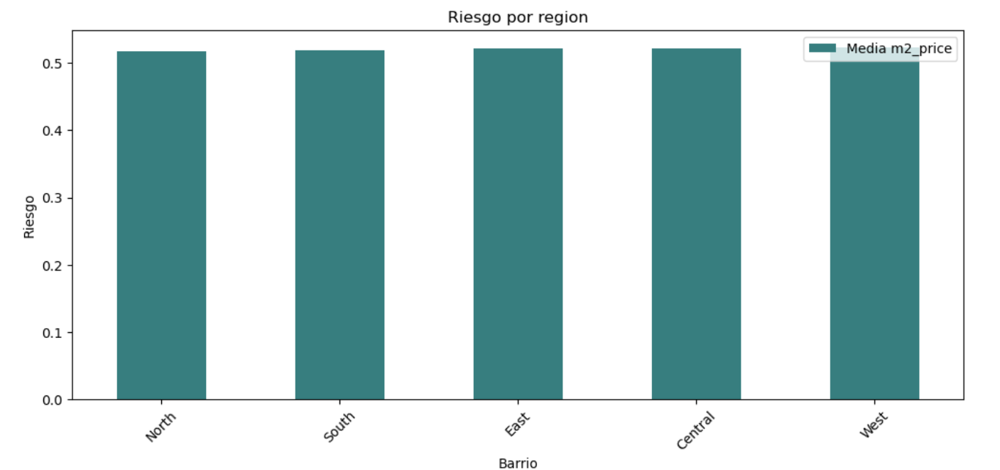 Riesgo por region
Media m2_price
Riesgo
0.5
0.4
0.3
0.2
0.1
0.0
North
South
East
Central
West
Barrio